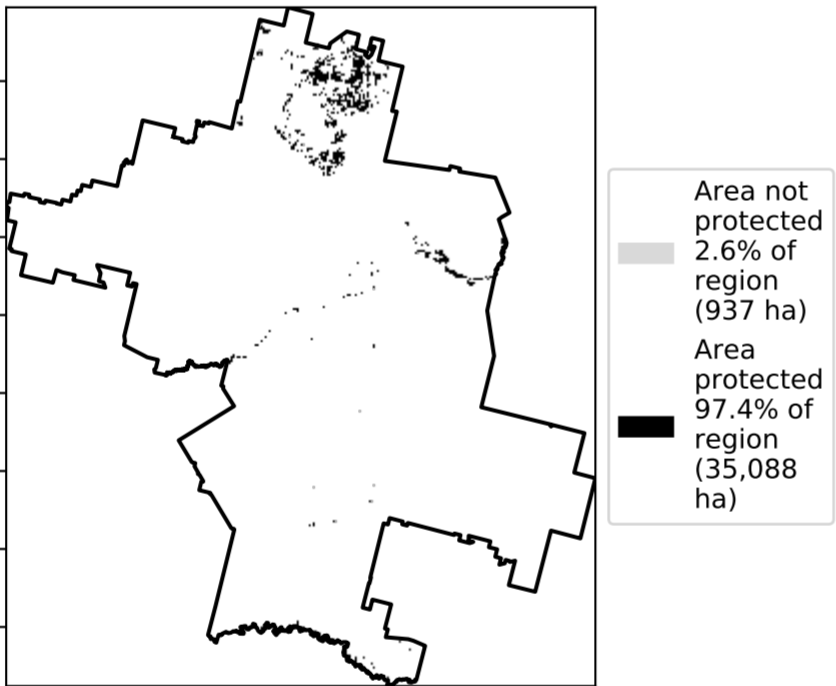 Area not
protected
2.6% of
region
(937 ha)
Area
protected
97.4% of
region
(35,088
ha)